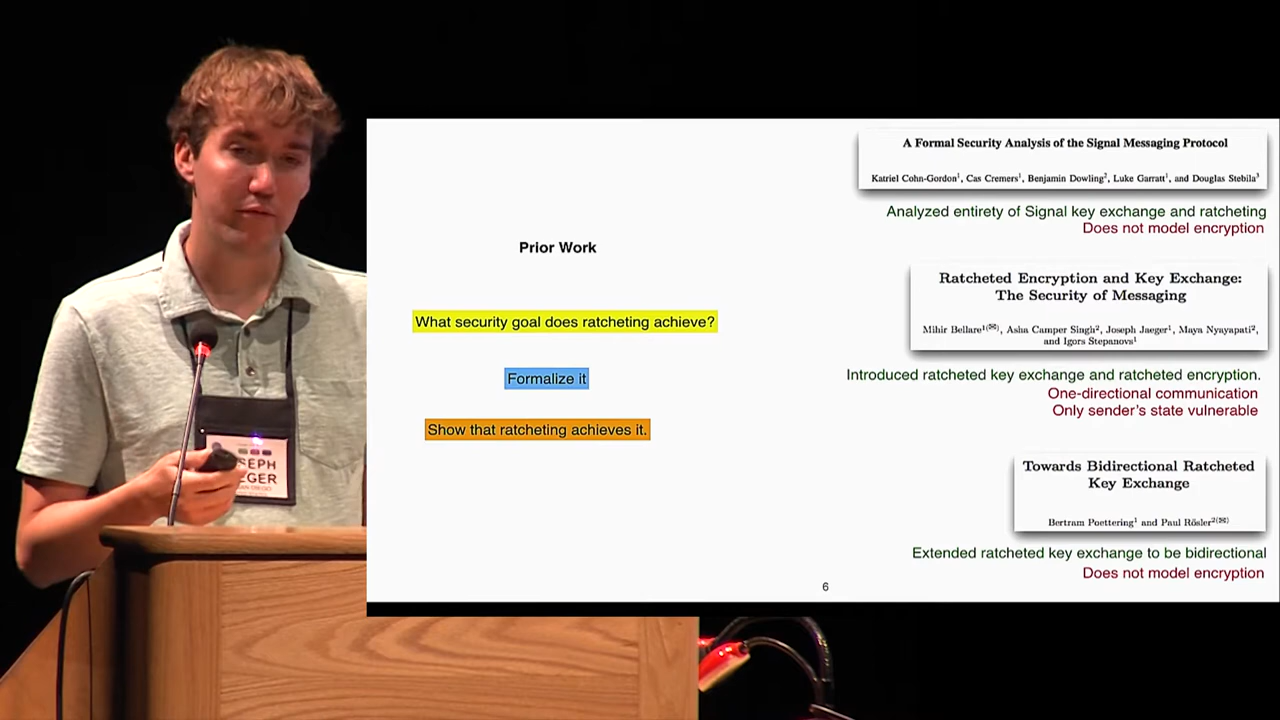 Prior Work
What security goal does ratcheting achieve?
Formalize it
Show that ratcheting achieves it.
A Formal Security Analysis of the Signal Messaging Protocol
Katriel Cohn-Gordon1, Cas Cremers1, Benjamin Dowling2, Luke Garratt1, and Douglas Stebila3
Analyzed entirety of Signal key exchange and ratcheting
Does not model encryption
Ratcheted Encryption and Key Exchange:
The Security of Messaging
Mihir Bellare1(✉), Asha Camper Singh2, Joseph Jaeger1, Maya Nyayapati2,
and Igors Stepanovs1
Introduced ratcheted key exchange and ratcheted encryption.
One-directional communication
Only sender's state vulnerable
Towards Bidirectional Ratcheted
Key Exchange
Bertram Poettering1 and Paul Rösler2(✉)
Extended ratcheted key exchange to be bidirectional
Does not model encryption
6
SEPH
EGER